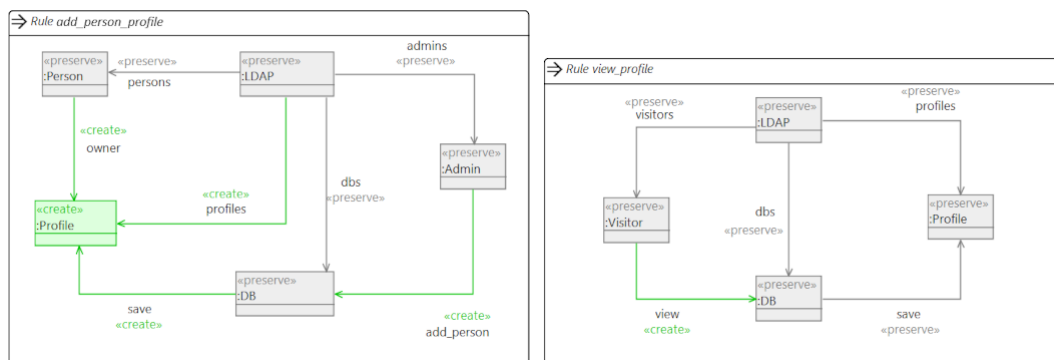 Rule add_person_profile
«preserve»
:Person
«preserve»
persons
«preserve»
:LDAP
admins
«preserve»
«create»
owner
«preserve»
:Admin
«create»
profiles
dbs
«preserve»
«create»
:Profile
«preserve»
:DB
save
«create»
«create»
add_person
Rule view_profile
«preserve»
visitors
«preserve»
:LDAP
«preserve»
profiles
«preserve»
:Visitor
dbs
«preserve»
«preserve»
:Profile
«preserve»
:DB
view
«create»
save
«preserve»